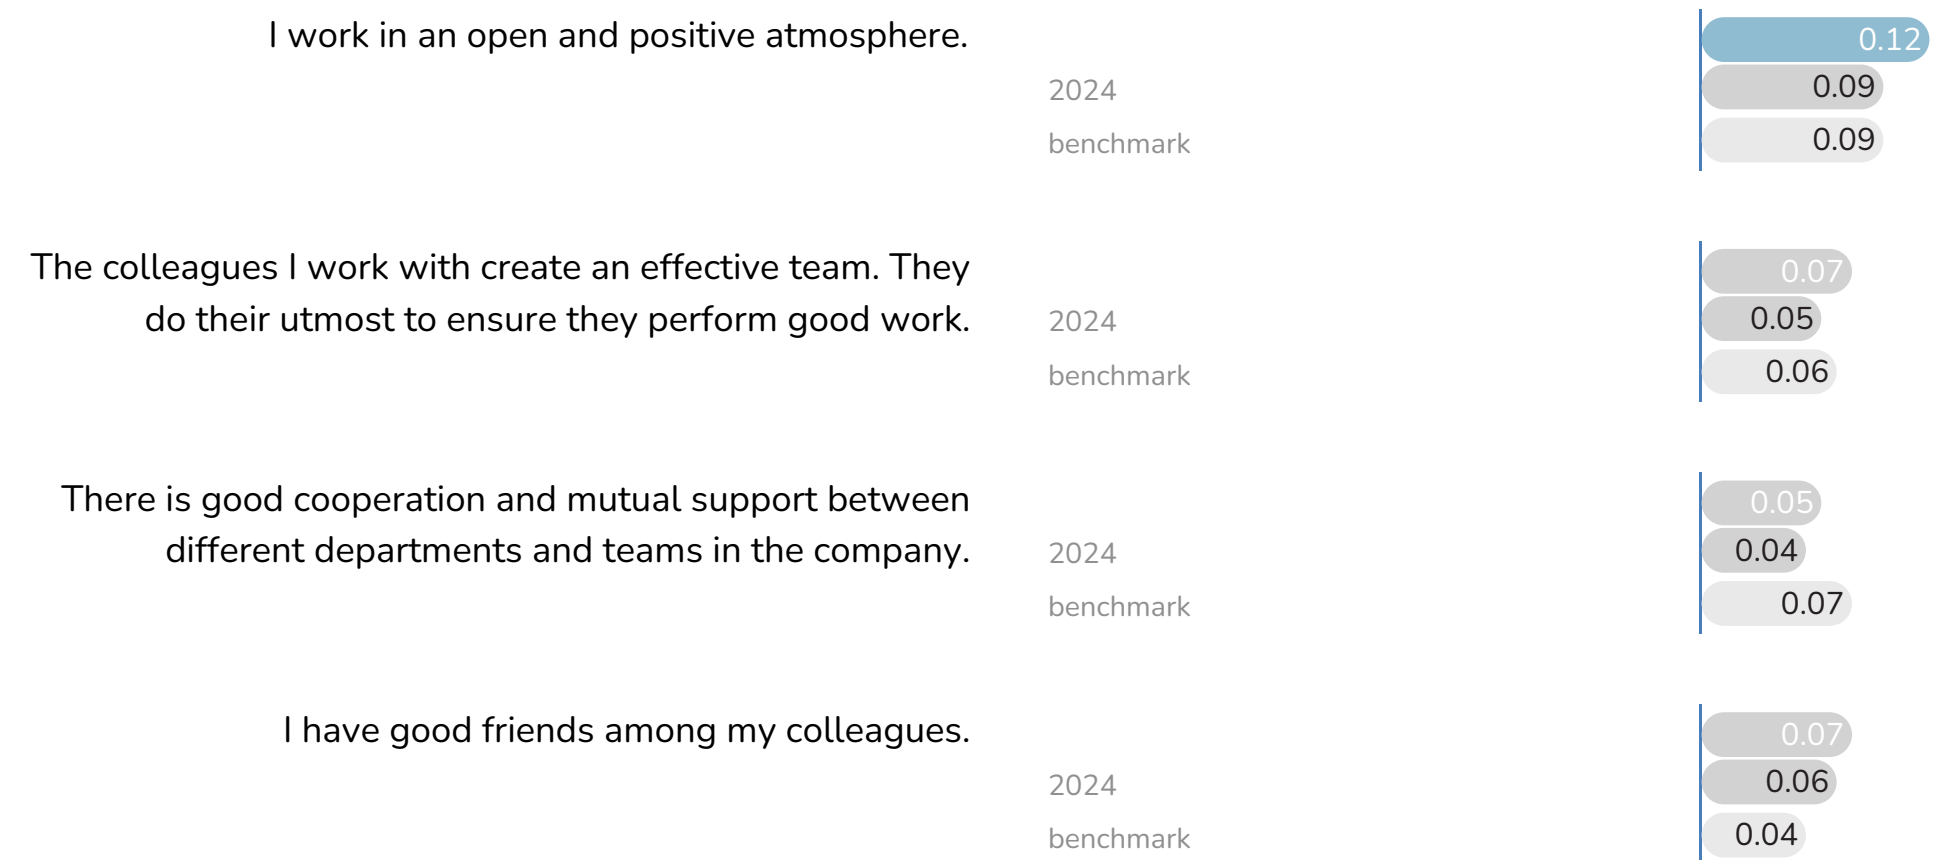 I work in an open and positive atmosphere.
0.12
2024
0.09
benchmark
0.09
The colleagues I work with create an effective team. They
do their utmost to ensure they perform good work.
0.07
2024
0.05
benchmark
0.06
There is good cooperation and mutual support between
different departments and teams in the company.
0.05
2024
0.04
benchmark
0.07
I have good friends among my colleagues.
0.07
2024
0.06
benchmark
0.04